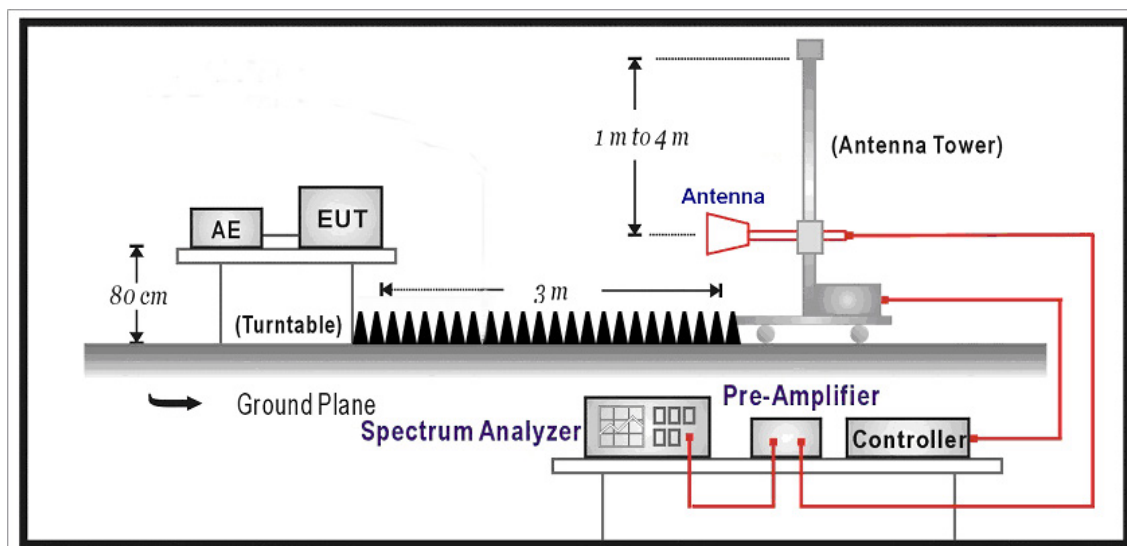 1 m to 4 m
(Antenna Tower)
Antenna
AE
EUT
80 cm
3 m
(Turntable)
Ground Plane
Pre-Amplifier
Spectrum Analyzer
Controller